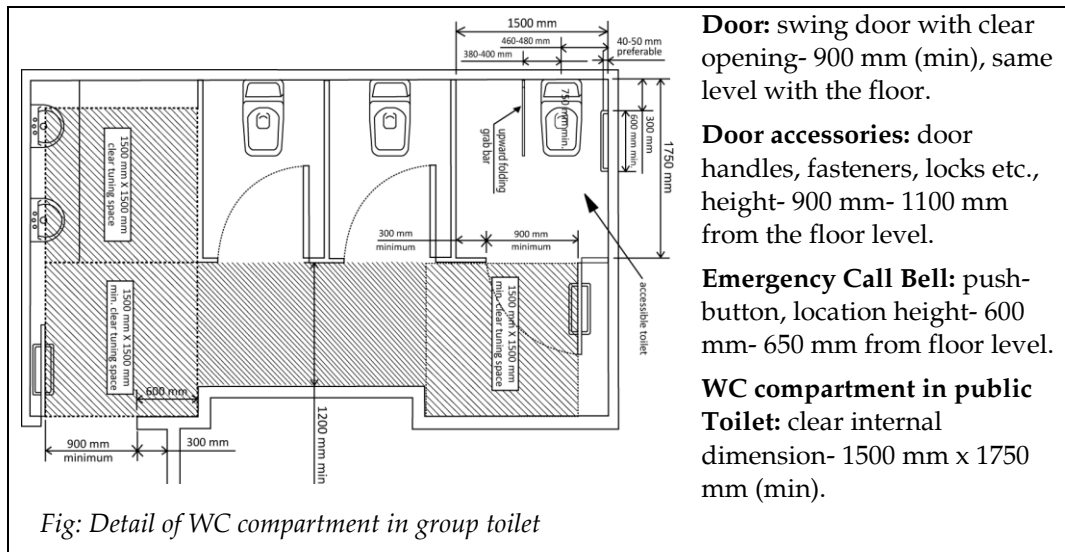 1500 mm
460-480 mm
40-50 mm
preferable
380-400 mm
750 mm min.
600 mm min.
300 mm
1750 mm
upward folding
grab bar
1500 mm X 1500 mm
clear tuning space
300 mm
minimum
900 mm
minimum
accessible toilet
1500 mm X 1500 mm
min. clear tuning space
1500 mm X 1500 mm
min. clear tuning space
600 mm
900 mm
minimum
300 mm
1200 mm min
Fig: Detail of WC compartment in group toilet
Door: swing door with clear
opening- 900 mm (min), same
level with the floor.
Door accessories: door
handles, fasteners, locks etc.,
height- 900 mm- 1100 mm
from the floor level.
Emergency Call Bell: push-
button, location height- 600
mm- 650 mm from floor level.
WC compartment in public
Toilet: clear internal
dimension- 1500 mm x 1750
mm (min).